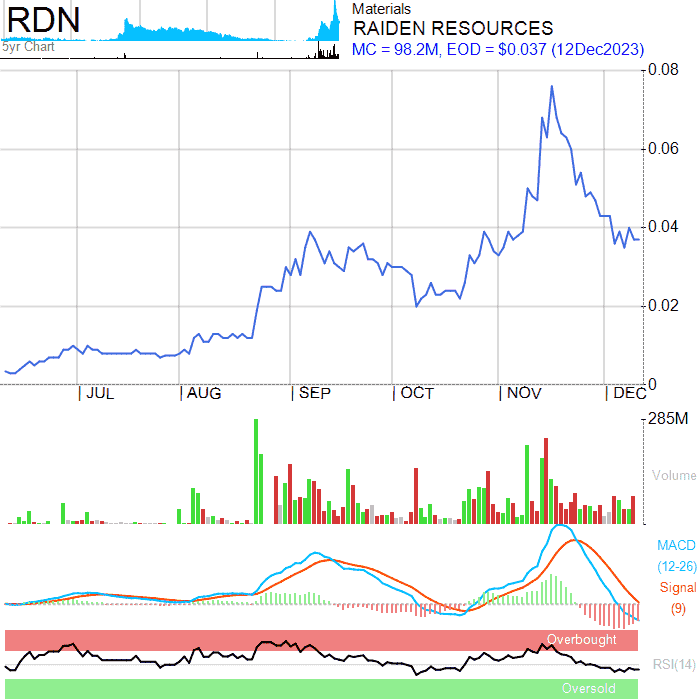 RDN
5yr Chart
Materials
RAIDEN RESOURCES
MC = 98.2M, EOD = $0.037 (12Dec2023)
0.08
0.06
0.04
0.02
0
| JUL | AUG | SEP | OCT | NOV | DEC
285M
Volume
MACD
(12-26)
Signal
(9)
Overbought
RSI(14)
Oversold